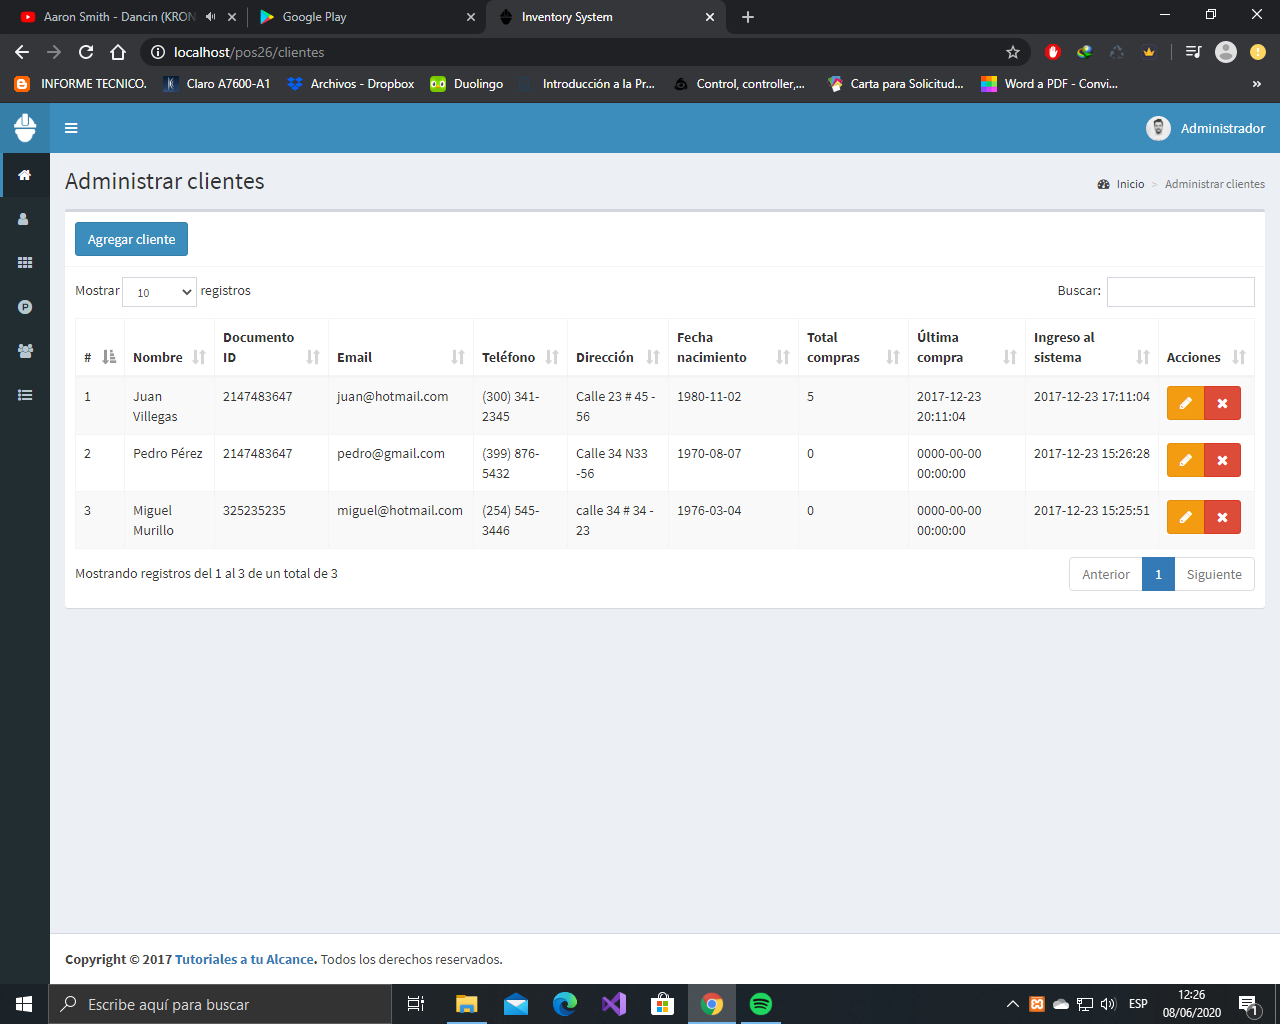 Aaron Smith - Dancin (KRON
Google Play
Inventory System
localhost/pos26/clientes
INFORME TECNICO.
Claro A7600-A1
Archivos - Dropbox
Duolingo
Introducción a la Pr...
Control, controller,...
Carta para Solicitud...
Word a PDF - Convi...
»
Administrador
Administrar clientes
Inicio > Administrar clientes
Agregar cliente
Mostrar 10 registros
Buscar:
# Nombre Documento ID Email Teléfono Dirección Fecha nacimiento Total compras Última compra Ingreso al sistema Acciones
1 Juan Villegas 2147483647 juan@hotmail.com (300) 341-2345 Calle 23 # 45 - 56 1980-11-02 5 2017-12-23 20:11:04 2017-12-23 17:11:04
2 Pedro Pérez 2147483647 pedro@gmail.com (399) 876-5432 Calle 34 N33 -56 1970-08-07 0 0000-00-00 00:00:00 2017-12-23 15:26:28
3 Miguel Murillo 325235235 miguel@hotmail.com (254) 545-3446 calle 34 # 34 - 23 1976-03-04 0 0000-00-00 00:00:00 2017-12-23 15:25:51
Mostrando registros del 1 al 3 de un total de 3
Anterior 1 Siguiente
Copyright © 2017 Tutoriales a tu Alcance. Todos los derechos reservados.
Escribe aquí para buscar
ESP
12:26
08/06/2020
1